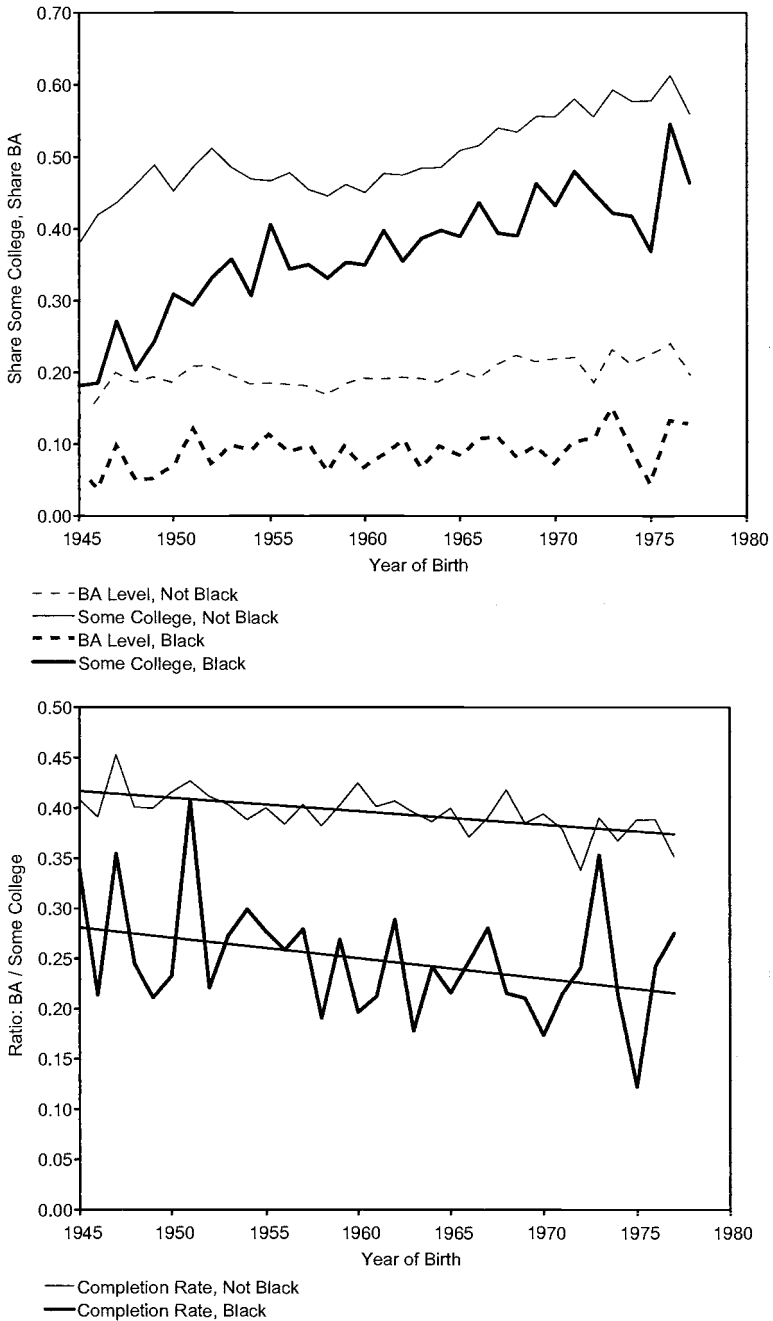 0.70
0.60
0.50
0.40
0.30
0.20
0.10
0.00
Share Some College, Share BA
1945 1950 1955 1960 1965 1970 1975 1980
Year of Birth
BA Level, Not Black
Some College, Not Black
BA Level, Black
Some College, Black
0.50
0.45
0.40
0.35
0.30
0.25
0.20
0.15
0.10
0.05
0.00
Ratio: BA / Some College
1945 1950 1955 1960 1965 1970 1975 1980
Year of Birth
Completion Rate, Not Black
Completion Rate, Black